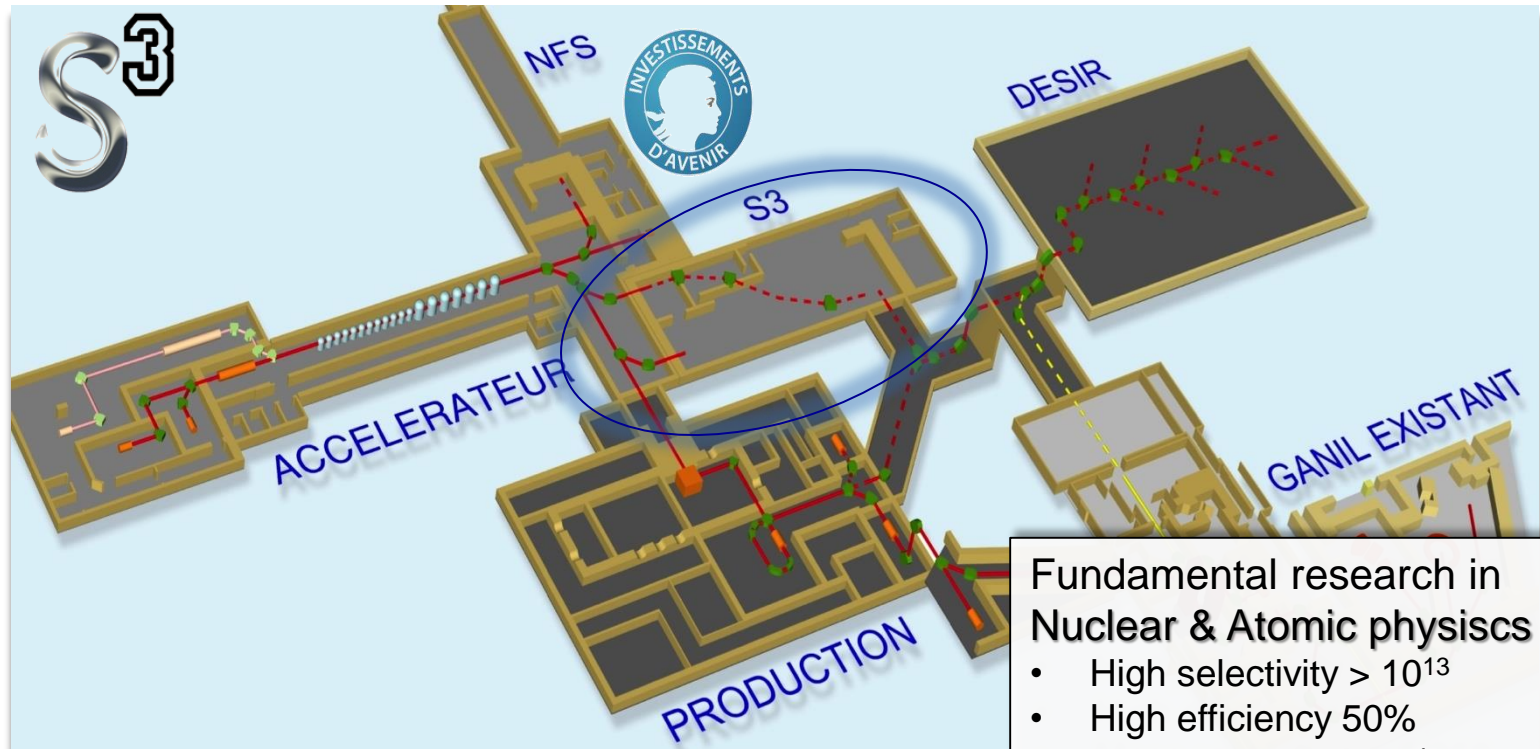 S³
NFS
INVESTISSEMENTS
D'AVENIR
DESIR
S3
ACCELERATEUR
GANIL EXISTANT
PRODUCTION
Fundamental research in
Nuclear & Atomic physiscs
• High selectivity > 10¹³
• High efficiency 50%